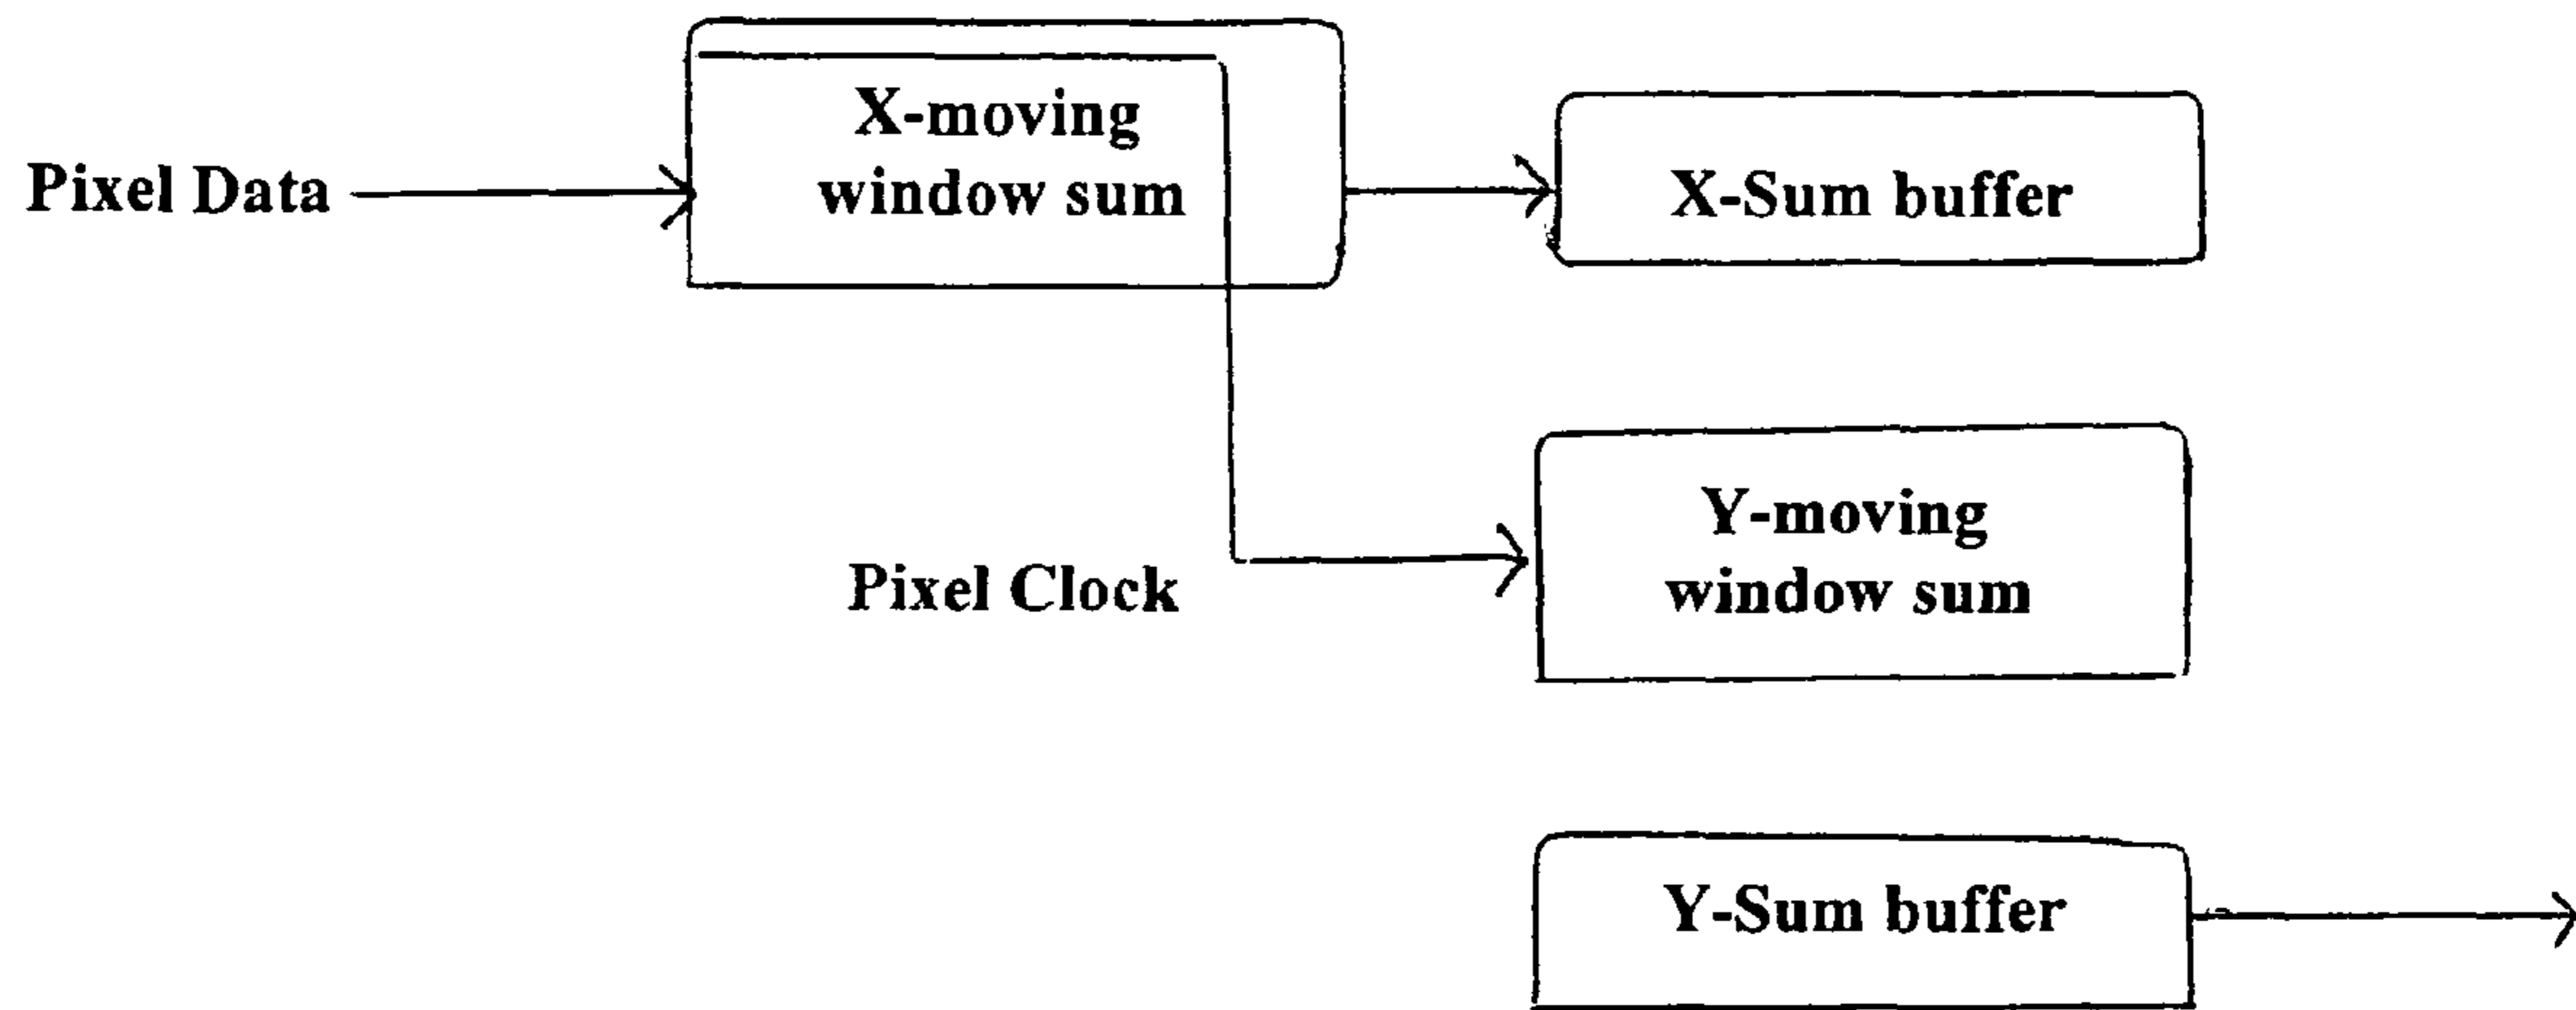 Pixel Data
X-moving
window sum
X-Sum buffer
Pixel Clock
Y-moving
window sum
Y-Sum buffer